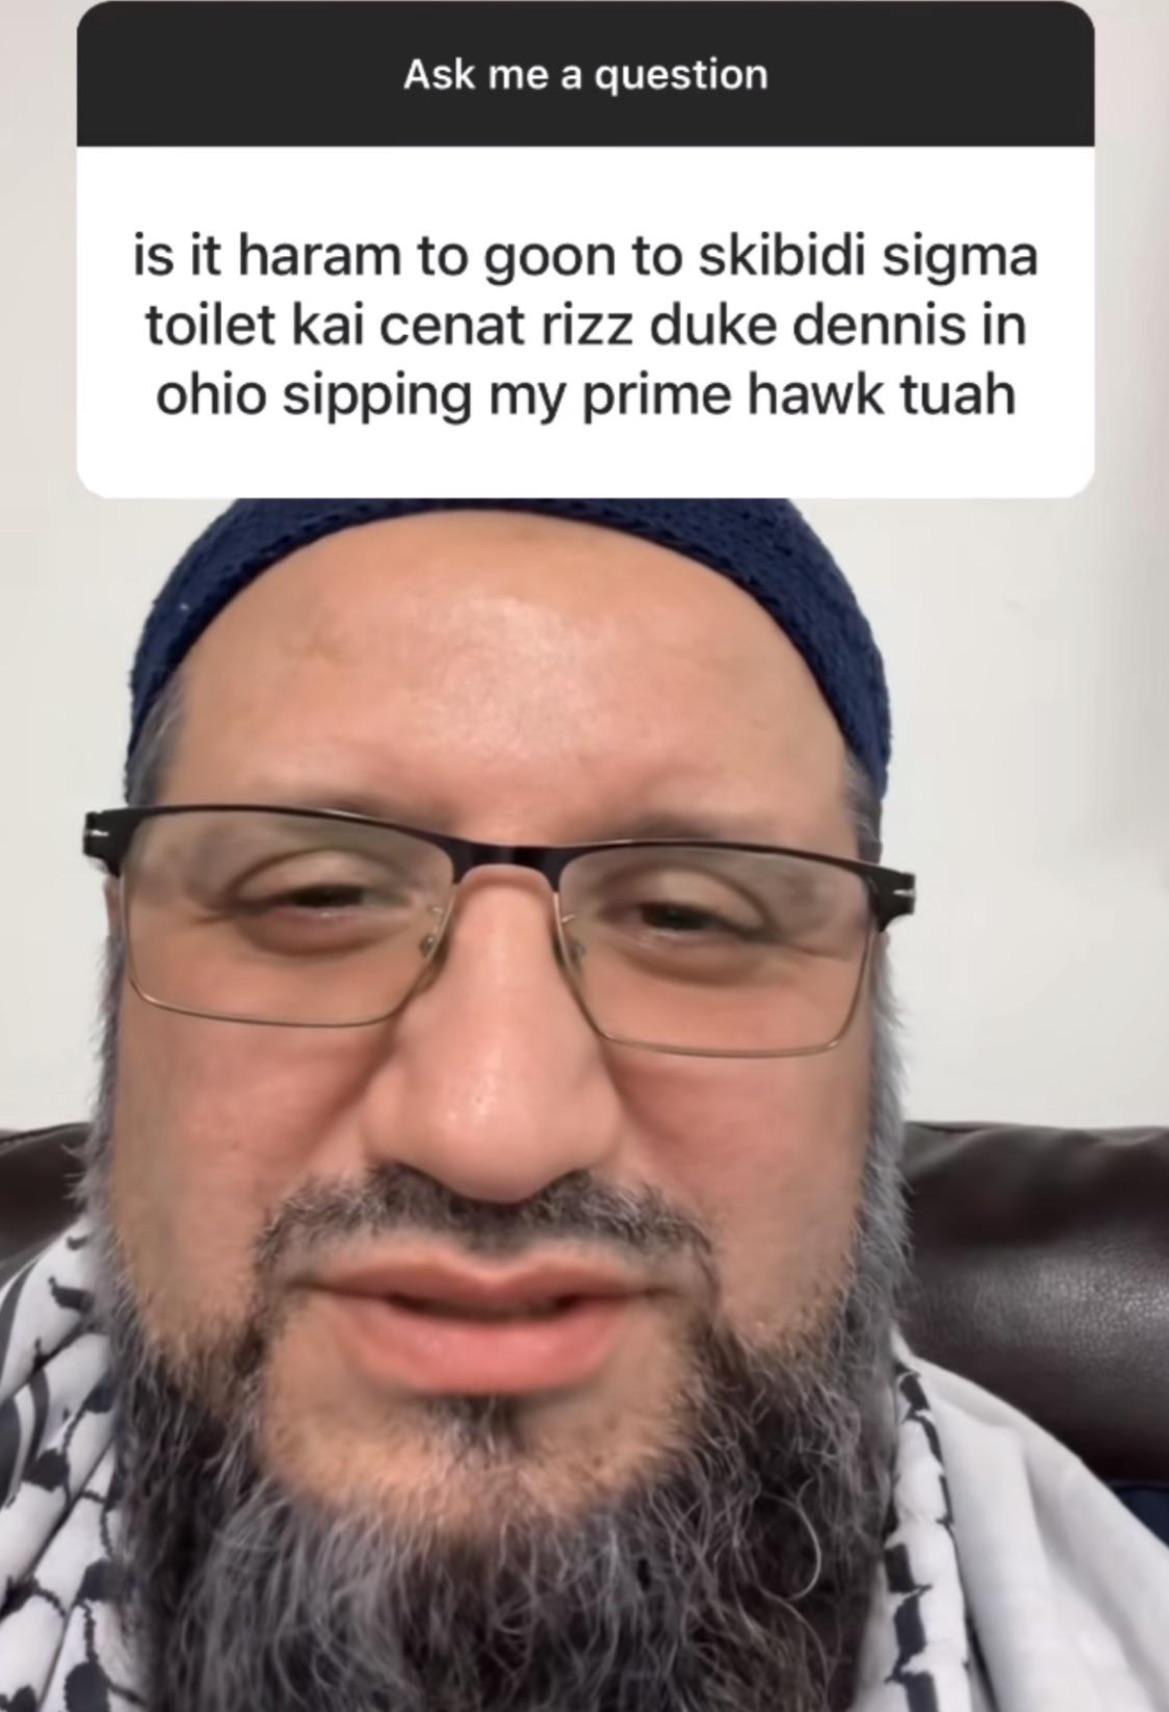 Ask me a question
is it haram to goon to skibidi sigma
toilet kai cenat rizz duke dennis in
ohio sipping my prime hawk tuah